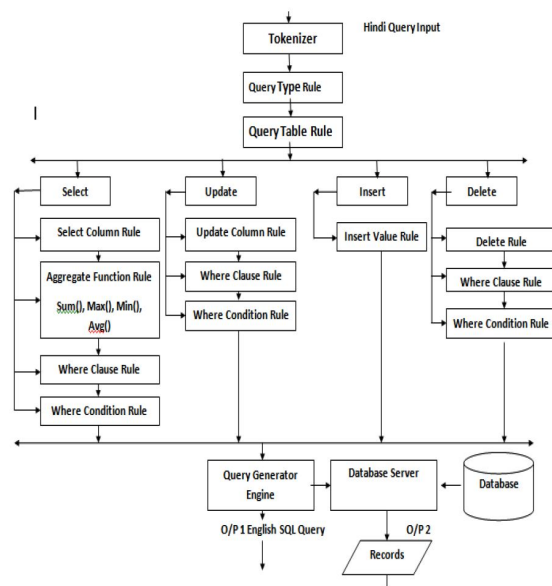 Hindi Query Input
Tokenizer
Query Type Rule
Query Table Rule
Select
Update
Insert
Delete
Select Column Rule
Aggregate Function Rule
Sum(), Max(), Min(),
Avg()
Where Clause Rule
Where Condition Rule
Update Column Rule
Where Clause Rule
Where Condition Rule
Insert Value Rule
Delete Rule
Where Clause Rule
Where Condition Rule
Query Generator
Engine
Database Server
Database
O/P 1 English SQL Query
O/P 2
Records